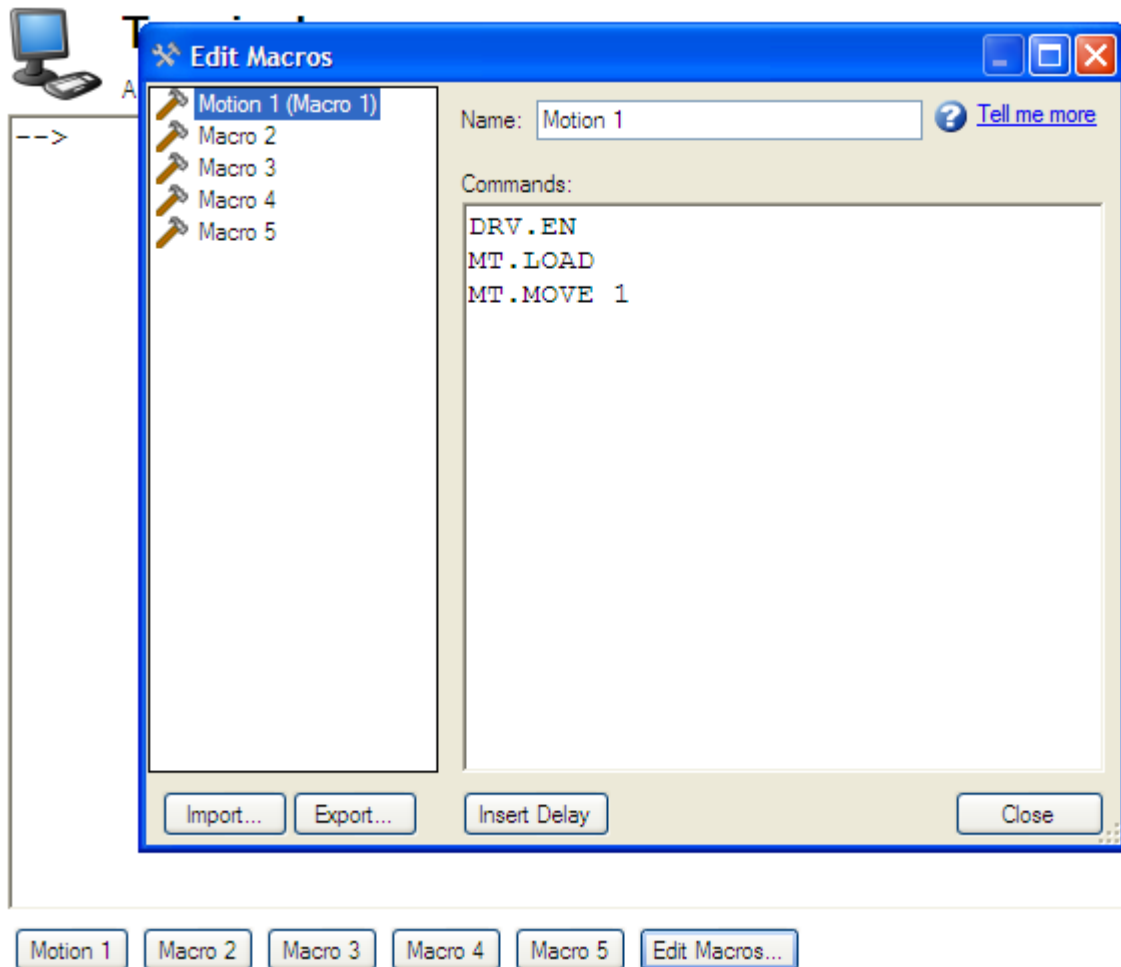 Edit Macros
-->
Motion 1 (Macro 1)
Macro 2
Macro 3
Macro 4
Macro 5
Name:
Motion 1
Tell me more
Commands:
DRV.EN
MT.LOAD
MT.MOVE 1
Import...
Export...
Insert Delay
Close
Motion 1
Macro 2
Macro 3
Macro 4
Macro 5
Edit Macros...